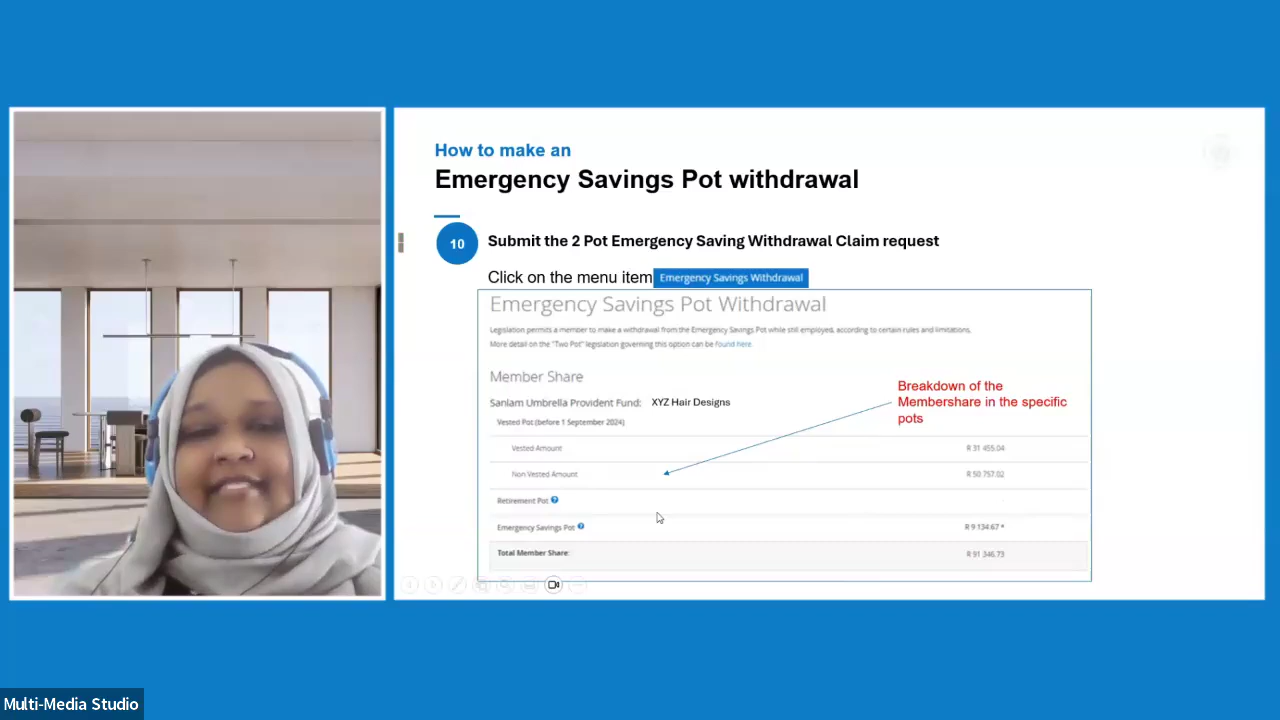 How to make an
Emergency Savings Pot withdrawal
10
Submit the 2 Pot Emergency Saving Withdrawal Claim request
Click on the menu item Emergency Savings Withdrawal
Emergency Savings Pot Withdrawal
Legislation permits a member to make a withdrawal from the Emergency Savings Pot while still employed, according to certain rules and limitations.
More detail on the "Two Pot" legislation governing this option can be found here.
Member Share
Sanlam Umbrella Provident Fund: XYZ Hair Designs
Vested Pot (before 1 September 2024)
Vested Amount R 31 455.04
Non Vested Amount R 50 757.02
Retirement Pot
Emergency Savings Pot R 9 134.67 *
Total Member Share: R 91 346.73
Breakdown of the
Membershare in the specific
pots
Multi-Media Studio